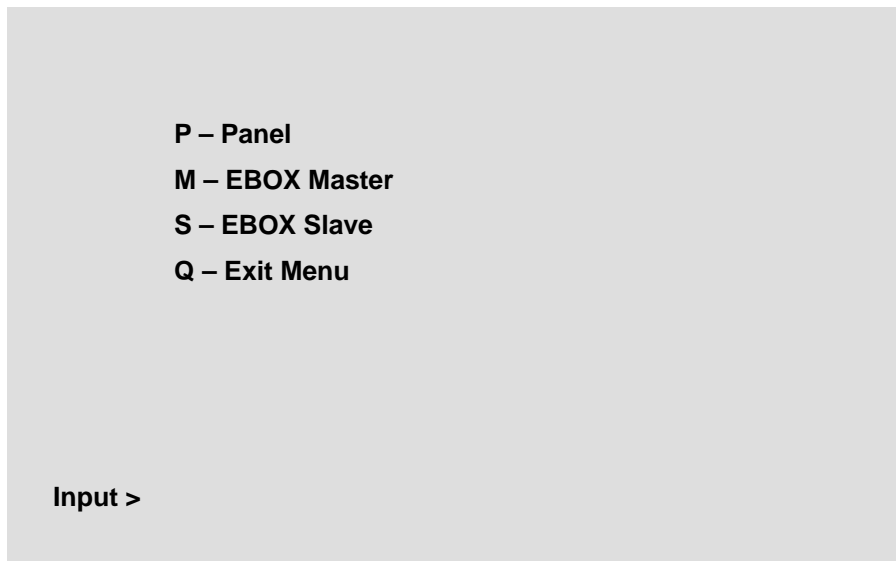 P – Panel
M – EBOX Master
S – EBOX Slave
Q – Exit Menu
Input >